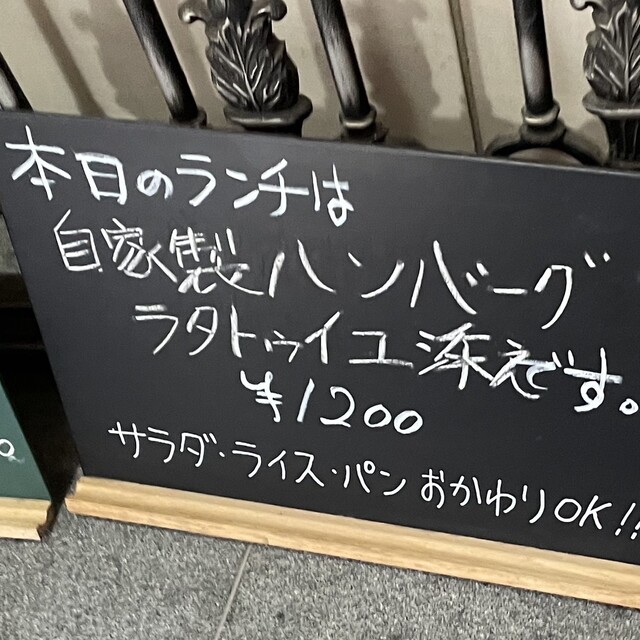 本日のランチは
自家製ハンバーグ
ラタトゥイユ添えです。
¥1200
サラダ・ライス・パン おかわりOK!!